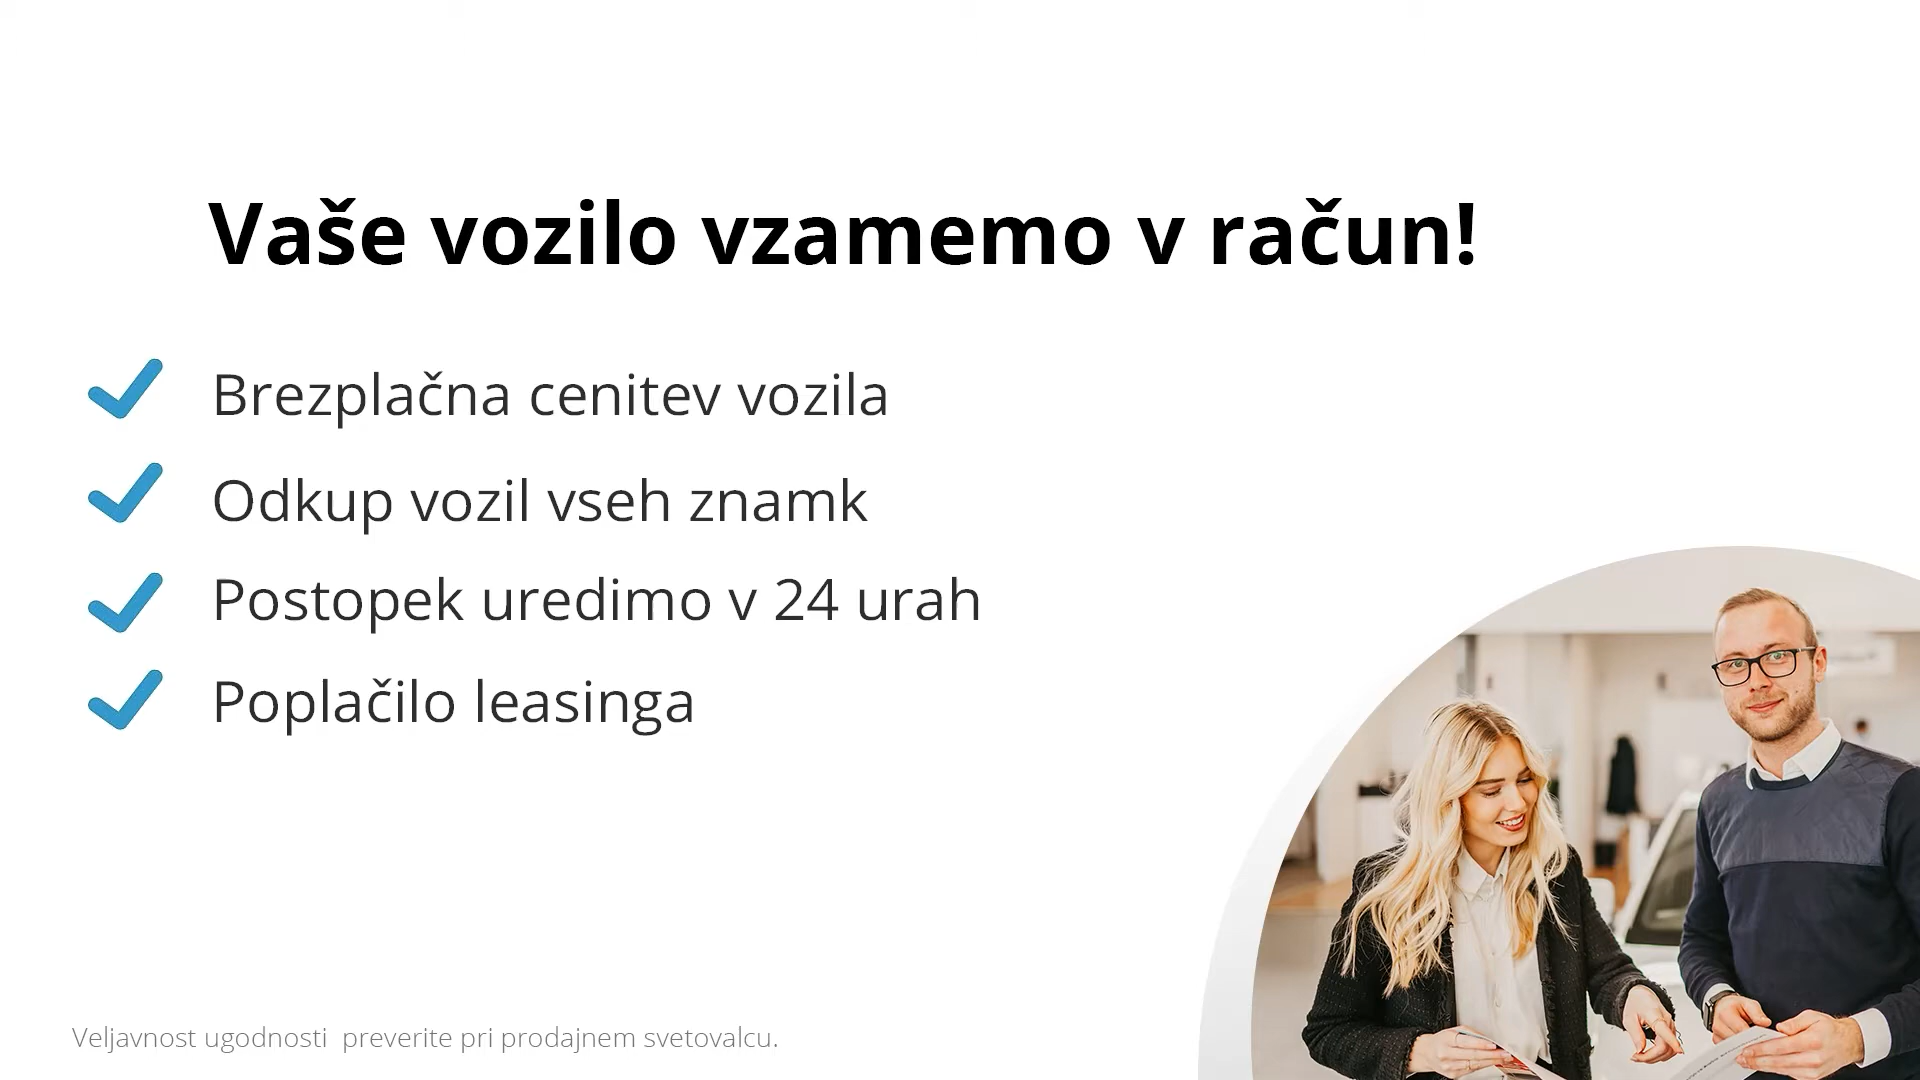 Vaše vozilo vzamemo v račun!
Brezplačna cenitev vozila
Odkup vozil vseh znamk
Postopek uredimo v 24 urah
Poplačilo leasinga
Veljavnost ugodnosti  preverite pri prodajnem svetovalcu.